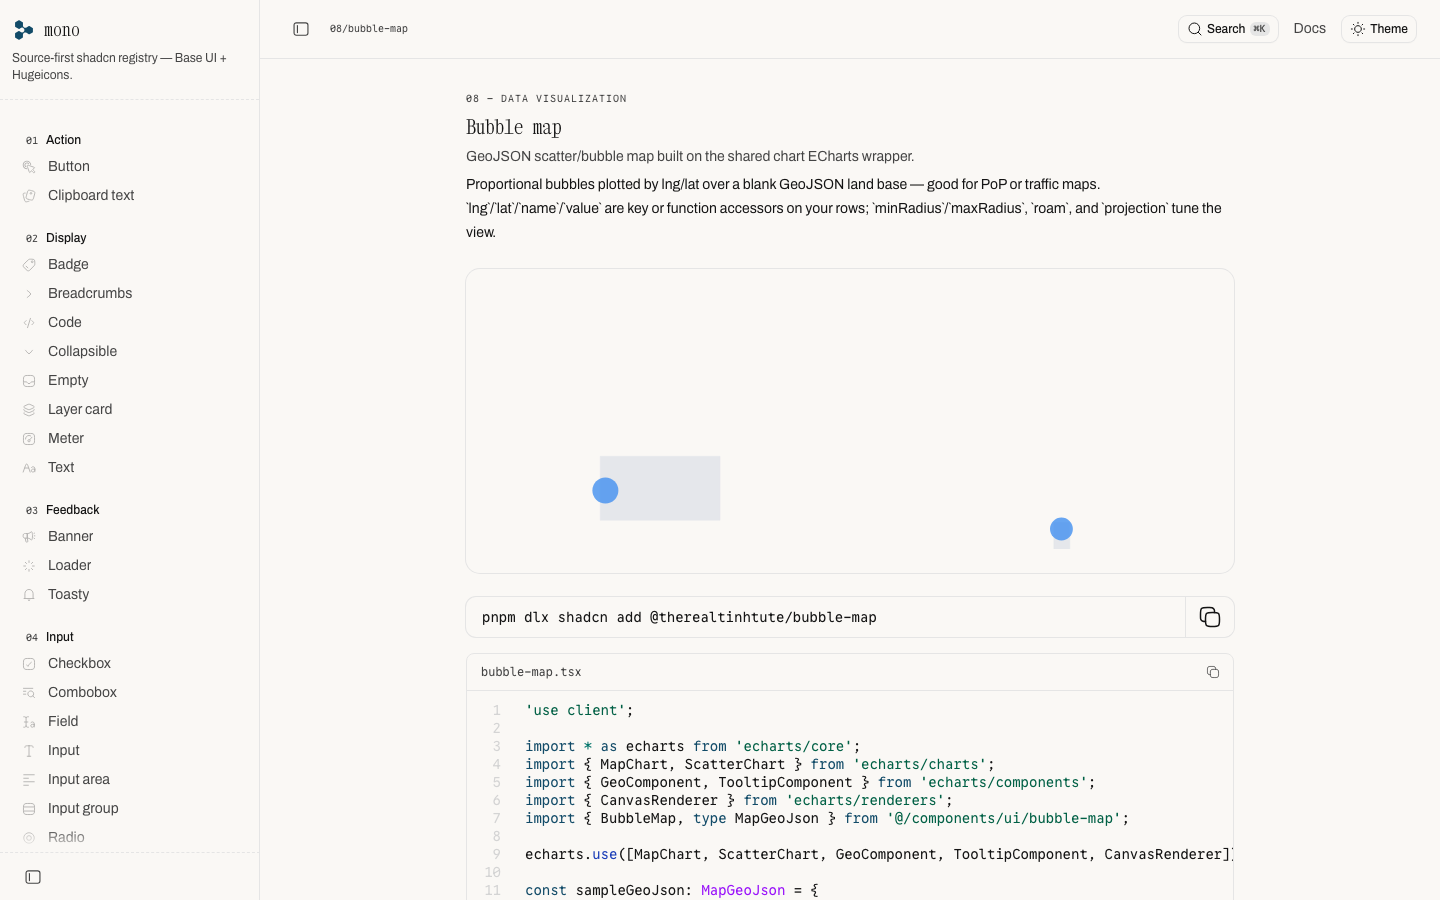 mono
Source-first shadcn registry — Base UI +
Hugeicons.
01 Action
Button
Clipboard text
02 Display
Badge
Breadcrumbs
Code
Collapsible
Empty
Layer card
Meter
Text
03 Feedback
Banner
Loader
Toasty
04 Input
Checkbox
Combobox
Field
Input
Input area
Input group
Radio
08/bubble-map
Search ⌘K
Docs
Theme
08 — DATA VISUALIZATION
Bubble map
GeoJSON scatter/bubble map built on the shared chart ECharts wrapper.
Proportional bubbles plotted by lng/lat over a blank GeoJSON land base — good for PoP or traffic maps.
`lng`/`lat`/`name`/`value` are key or function accessors on your rows; `minRadius`/`maxRadius`, `roam`, and `projection` tune the
view.
pnpm dlx shadcn add @therealtinhtute/bubble-map
bubble-map.tsx
1 'use client';
2
3 import * as echarts from 'echarts/core';
4 import { MapChart, ScatterChart } from 'echarts/charts';
5 import { GeoComponent, TooltipComponent } from 'echarts/components';
6 import { CanvasRenderer } from 'echarts/renderers';
7 import { BubbleMap, type MapGeoJson } from '@/components/ui/bubble-map';
8
9 echarts.use([MapChart, ScatterChart, GeoComponent, TooltipComponent, CanvasRenderer]
10
11 const sampleGeoJson: MapGeoJson = {